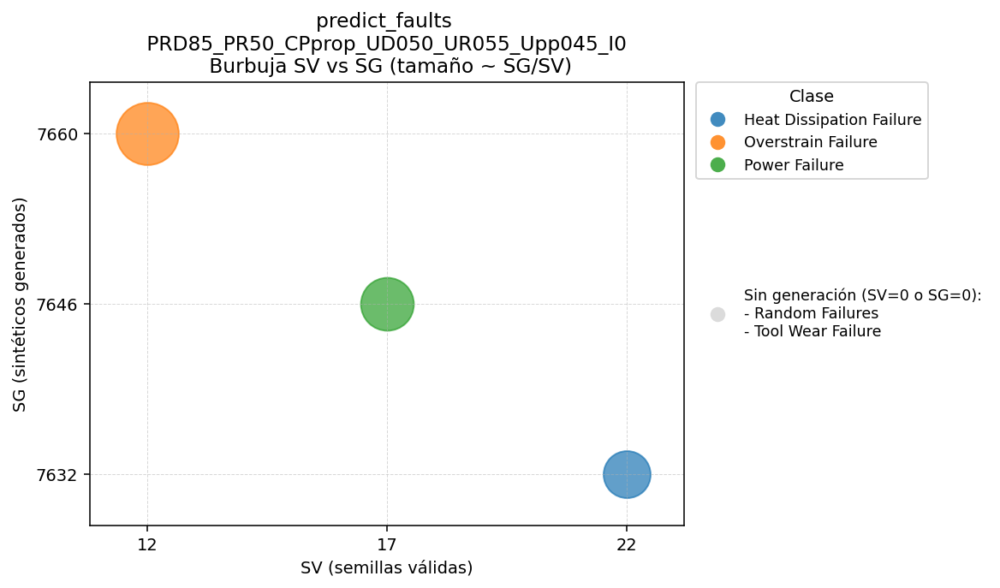 predict_faults
PRD85_PR50_CPprop_UD050_UR055_Upp045_I0
Burbuja SV vs SG (tamaño ~ SG/SV)
SG (sintéticos generados)
7660
7646
7632
12
17
22
SV (semillas válidas)
Clase
Heat Dissipation Failure
Overstrain Failure
Power Failure
Sin generación (SV=0 o SG=0):
- Random Failures
- Tool Wear Failure